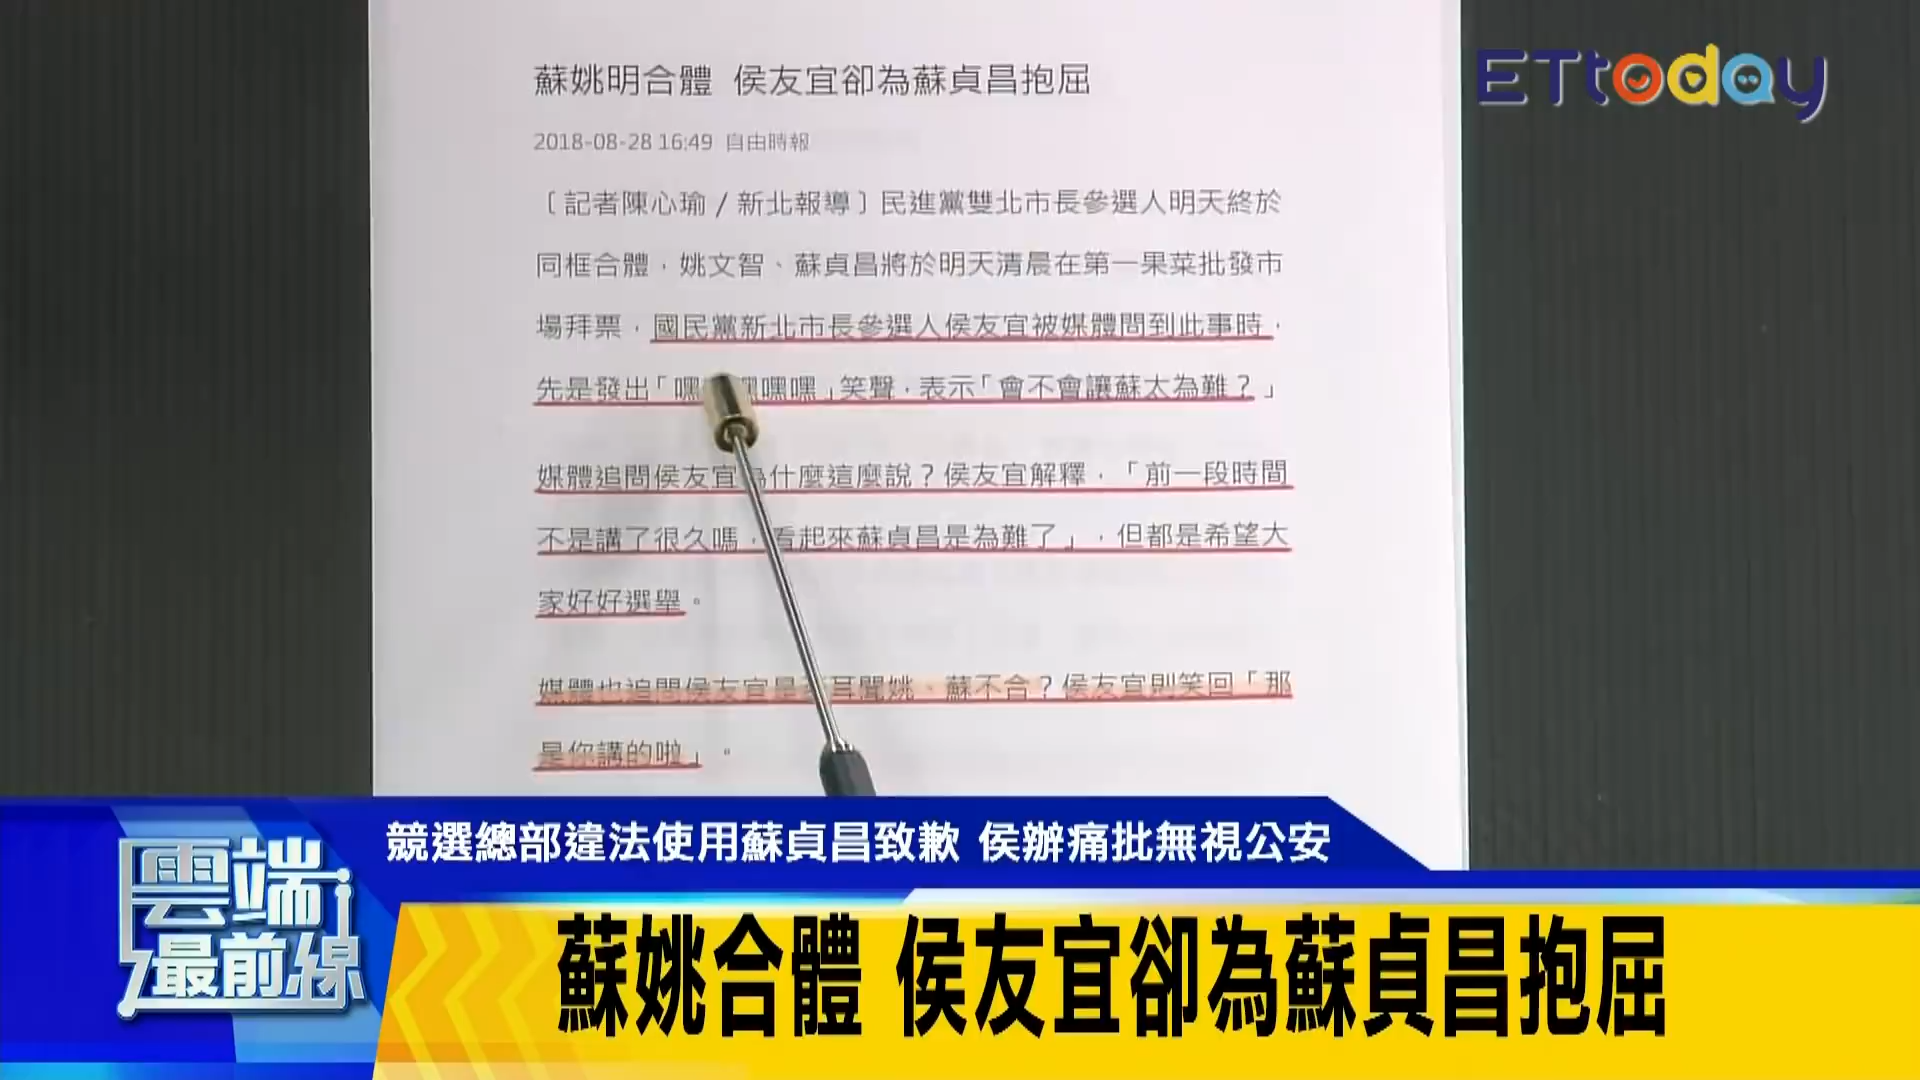 蘇姚明合體 侯友宜卻為蘇貞昌抱屈
ETtoday
2018-08-28 16:49 自由時報
〔記者陳心瑜/新北報導〕民進黨雙北市長參選人明天終於
同框合體，姚文智、蘇貞昌將於明天清晨在第一果菜批發市
場拜票，國民黨新北市長參選人侯友宜被媒體問到此事時，
先是發出「嘿嘿嘿嘿」笑聲，表示「會不會讓蘇太為難？」
媒體追問侯友宜為什麼這麼說？侯友宜解釋，「前一段時間
不是講了很久嗎，看起來蘇貞昌是為難了」，但都是希望大
家好好選舉。
媒體也追問侯友宜是 耳聞姚、蘇不合？侯友宜則笑回「那
是你講的啦」。
競選總部違法使用蘇貞昌致歉 侯辦痛批無視公安
雲端
最前線
蘇姚合體 侯友宜卻為蘇貞昌抱屈